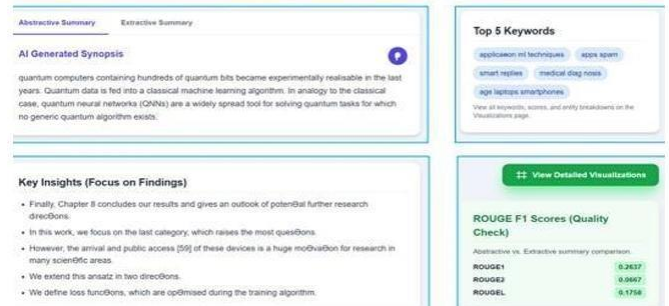 Abstractive Summary
Extractive Summary
AI Generated Synopsis
quantum computers containing hundreds of quantum bits became experimentally realisable in the last
years. Quantum data is fed into a classical machine learning algorithm. In analogy to the classical
case, quantum neural networks (QNNs) are a widely spread tool for solving quantum tasks for which
no generic quantum algorithm exists.
Top 5 Keywords
applicaeon ml techniques
apps spam
smart replies
medical diag nosis
age laptops smartphones
View all keywords, scores, and entity breakdowns on the
Visualizations page.
Key Insights (Focus on Findings)
• Finally, Chapter 8 concludes our results and gives an outlook of potenƟal further research
direcƟons.
• In this work, we focus on the last category, which raises the most quesƟons.
• However, the arrival and public access [59] of these devices is a huge moƟvaƟon for research in
many scienƟfic areas.
• We extend this ansatz in two direcƟons.
• We define loss funcƟons, which are opƟmised during the training algorithm.
View Detailed Visualizations
ROUGE F1 Scores (Quality
Check)
Abstractive vs. Extractive summary comparison.
ROUGE1 0.2637
ROUGE2 0.0667
ROUGEL 0.1758